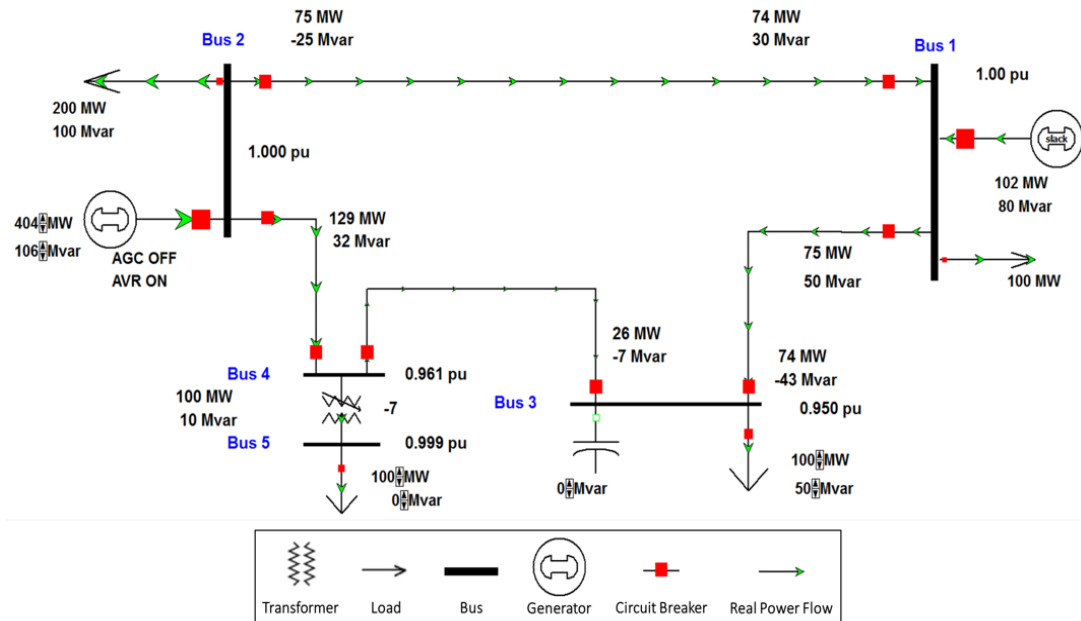 75 MW
-25 Mvar
74 MW
30 Mvar
Bus 2
Bus 1
1.00 pu
200 MW
100 Mvar
slack
1.000 pu
102 MW
80 Mvar
404 MW
106 Mvar
129 MW
32 Mvar
AGC OFF
AVR ON
75 MW
50 Mvar
100 MW
26 MW
-7 Mvar
74 MW
-43 Mvar
Bus 4
0.961 pu
100 MW
10 Mvar
-7
Bus 3
0.950 pu
Bus 5
0.999 pu
100 MW
0 Mvar
0 Mvar
100 MW
50 Mvar
Transformer
Load
Bus
Generator
Circuit Breaker
Real Power Flow